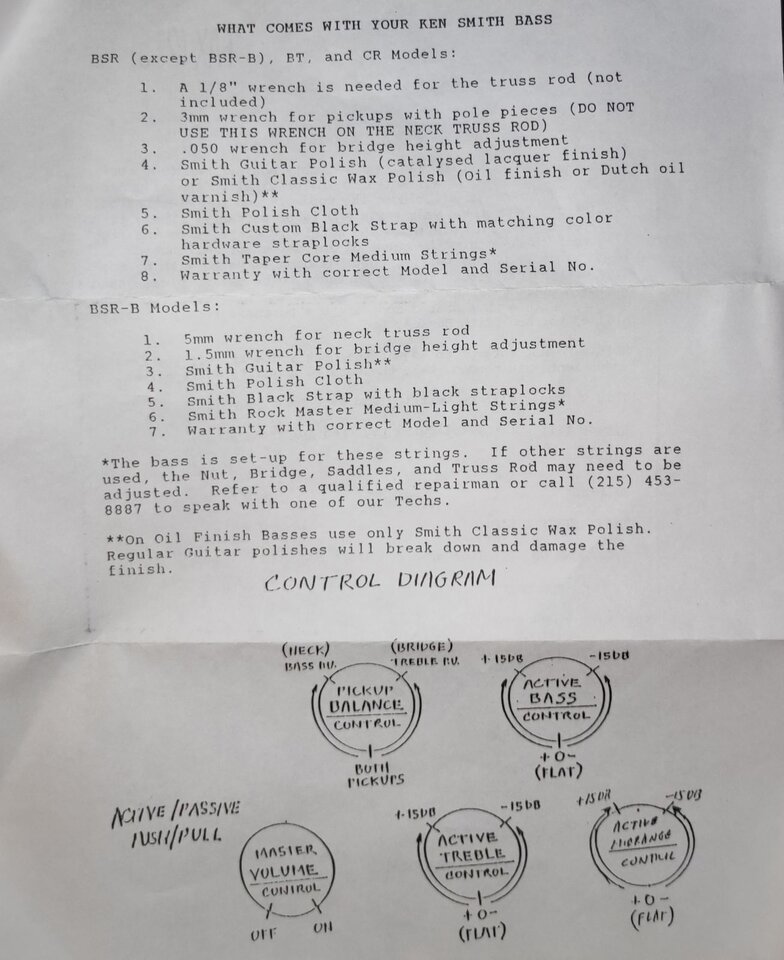 WHAT COMES WITH YOUR KEN SMITH BASS
BSR (except BSR-B), BT, and CR Models:
1. A 1/8" wrench is needed for the truss rod (not
included)
2. 3mm wrench for pickups with pole pieces (DO NOT
USE THIS WRENCH ON THE NECK TRUSS ROD)
3. .050 wrench for bridge height adjustment
4. Smith Guitar Polish (catalysed lacquer finish)
or Smith Classic Wax Polish (Oil finish or Dutch oil
varnish)**
5. Smith Polish Cloth
6. Smith Custom Black Strap with matching color
hardware straplocks
7. Smith Taper Core Medium Strings*
8. Warranty with correct Model and Serial No.
BSR-B Models:
1. 5mm wrench for neck truss rod
2. 1.5mm wrench for bridge height adjustment
3. Smith Guitar Polish**
4. Smith Polish Cloth
5. Smith Black Strap with black straplocks
6. Smith Rock Master Medium-Light Strings*
7. Warranty with correct Model and Serial No.
*The bass is set-up for these strings. If other strings are
used, the Nut, Bridge, Saddles, and Truss Rod may need to be
adjusted. Refer to a qualified repairman or call (215) 453-
8887 to speak with one of our Techs.
**On Oil Finish Basses use only Smith Classic Wax Polish.
Regular Guitar polishes will break down and damage the
finish.
CONTROL DIAGRAM
(NECK)
BASS P.U.
(BRIDGE)
TREBLE P.U.
PICKUP
BALANCE
CONTROL
BOTH
PICKUPS
+15DB
-15DB
ACTIVE
BASS
CONTROL
+0-
(FLAT)
ACTIVE/PASSIVE
PUSH/PULL
MASTER
VOLUME
CONTROL
OFF
ON
+15DB
-15DB
ACTIVE
TREBLE
CONTROL
+0-
(FLAT)
+15DB
-15DB
ACTIVE
MIDRANGE
CONTROL
+0-
(FLAT)